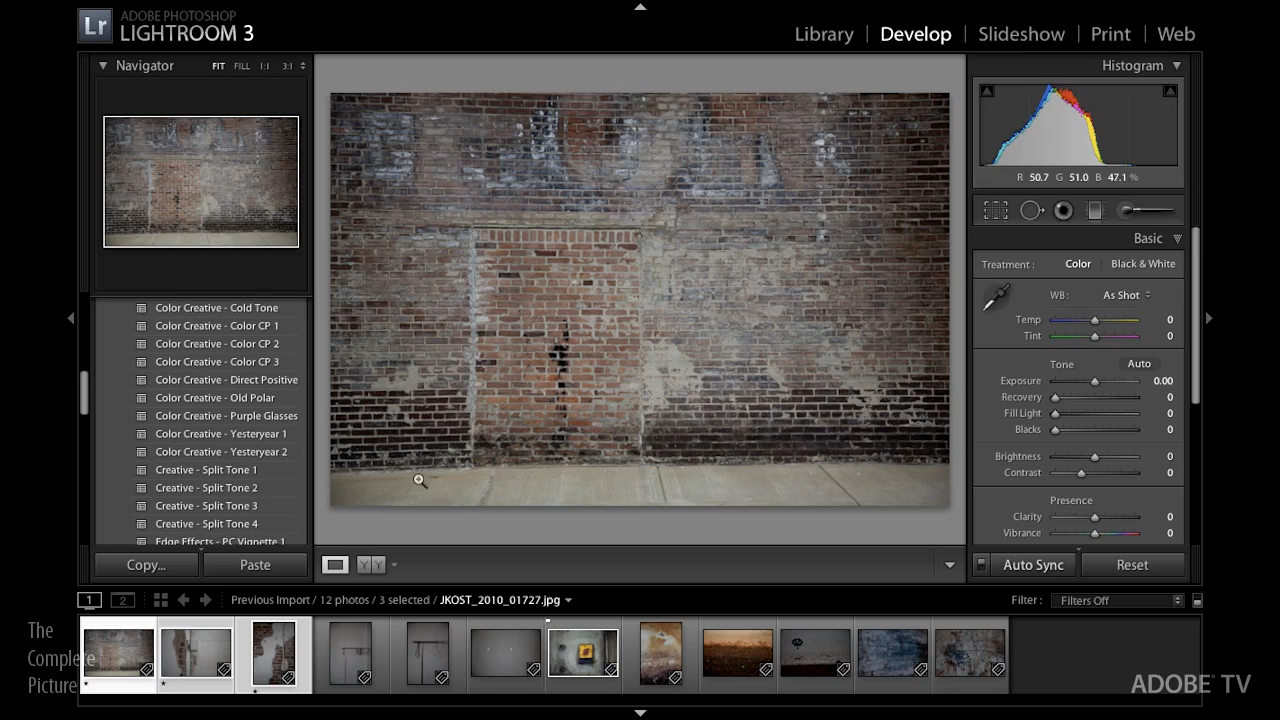 Lr
ADOBE PHOTOSHOP
LIGHTROOM 3
Library | Develop | Slideshow | Print | Web
Navigator FIT FILL 1:1 3:1
Color Creative - Cold Tone
Color Creative - Color CP 1
Color Creative - Color CP 2
Color Creative - Color CP 3
Color Creative - Direct Positive
Color Creative - Old Polar
Color Creative - Purple Glasses
Color Creative - Yesteryear 1
Color Creative - Yesteryear 2
Creative - Split Tone 1
Creative - Split Tone 2
Creative - Split Tone 3
Creative - Split Tone 4
Edge Effects - PC Vignette 1
Copy... Paste
Histogram
R 50.7 G 51.0 B 47.1 %
Basic
Treatment : Color | Black & White
WB: As Shot
Temp 0
Tint 0
Tone Auto
Exposure 0.00
Recovery 0
Fill Light 0
Blacks 0
Brightness 0
Contrast 0
Presence
Clarity 0
Vibrance 0
Y Y
Auto Sync Reset
1 2 Previous Import / 12 photos / 3 selected / JKOST_2010_01727.jpg
Filter : Filters Off
The
Complete
Picture
ADOBE® TV